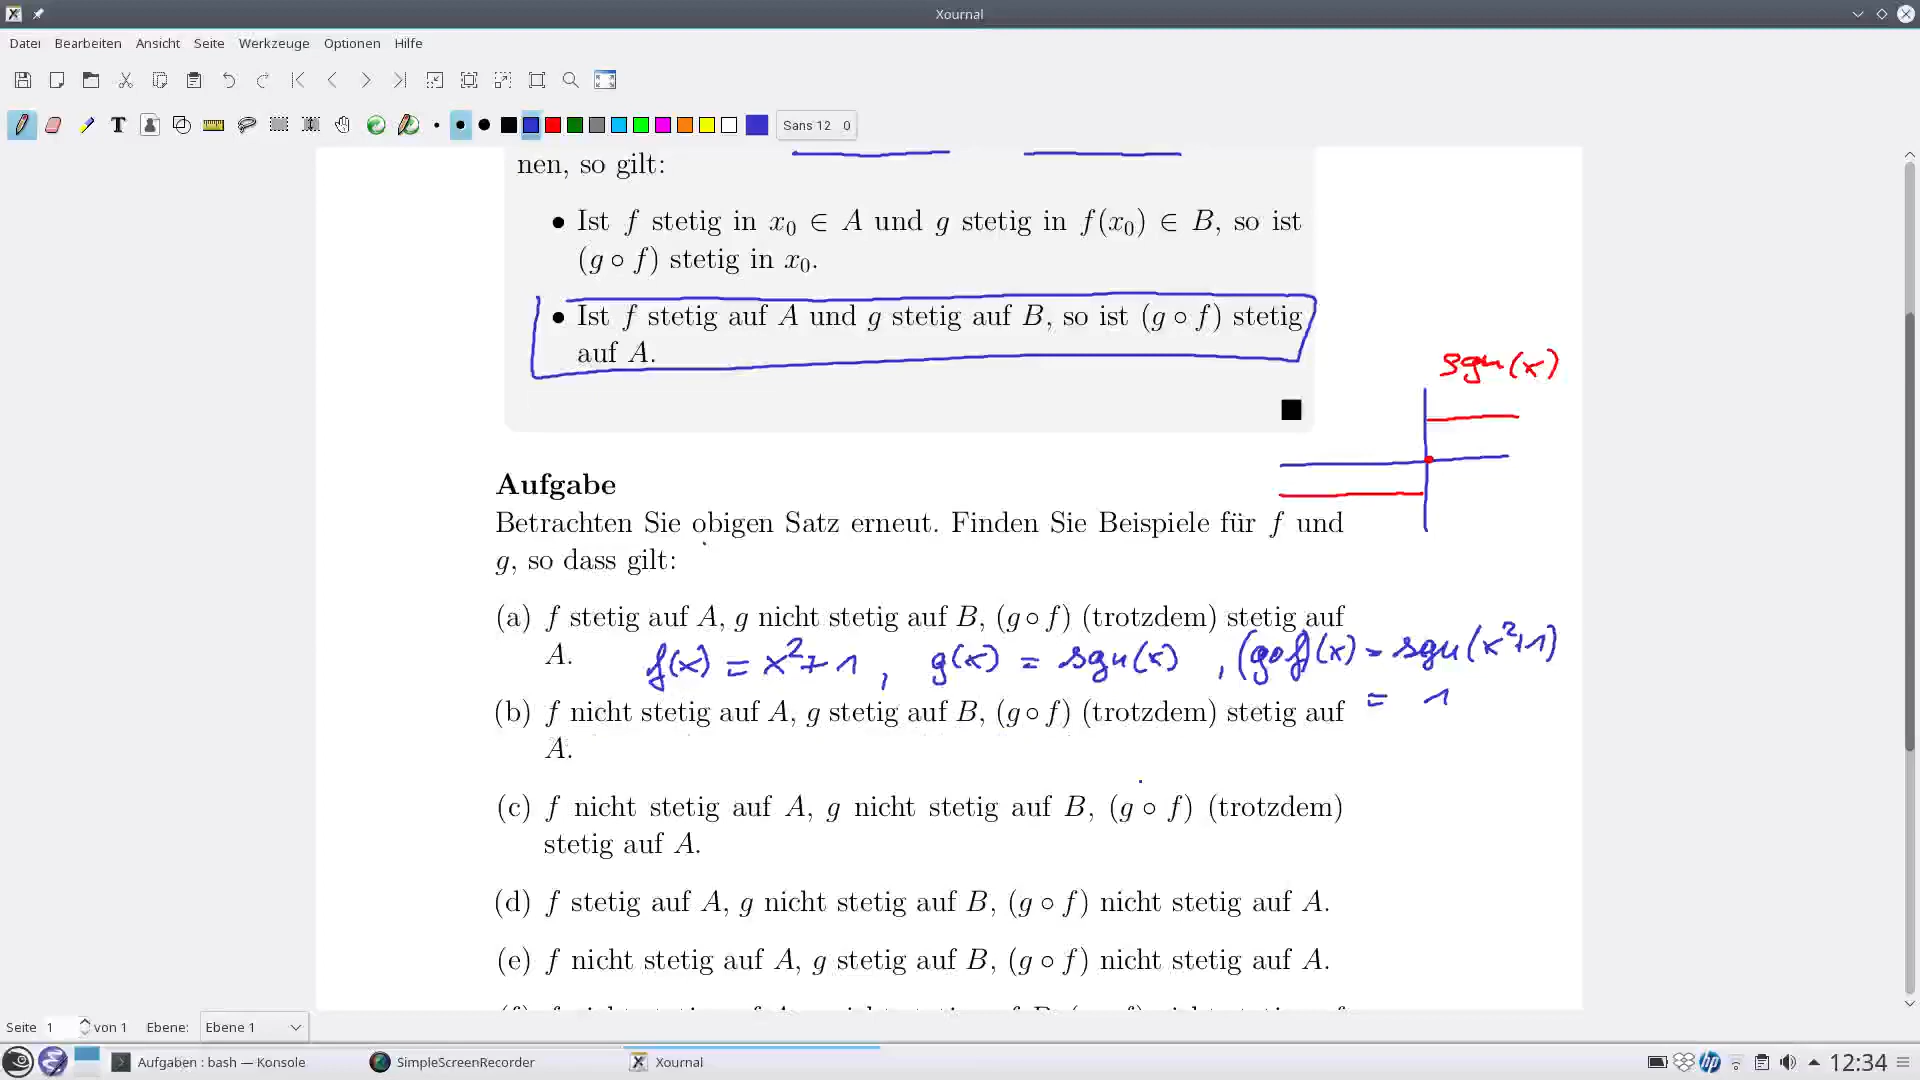 Xournal
Datei Bearbeiten Ansicht Seite Werkzeuge Optionen Hilfe
T Sans 12 0
nen, so gilt:
• Ist f stetig in x₀ ∈ A und g stetig in f(x₀) ∈ B, so ist
(g ∘ f) stetig in x₀.
• Ist f stetig auf A und g stetig auf B, so ist (g ∘ f) stetig
auf A.
sgn(x)
Aufgabe
Betrachten Sie obigen Satz erneut. Finden Sie Beispiele für f und
g, so dass gilt:
(a) f stetig auf A, g nicht stetig auf B, (g ∘ f) (trotzdem) stetig auf
A.
f(x) = x² + 1 , g(x) = sgn(x) , (g∘f)(x) = sgn(x²+1)
= 1
(b) f nicht stetig auf A, g stetig auf B, (g ∘ f) (trotzdem) stetig auf
A.
(c) f nicht stetig auf A, g nicht stetig auf B, (g ∘ f) (trotzdem)
stetig auf A.
(d) f stetig auf A, g nicht stetig auf B, (g ∘ f) nicht stetig auf A.
(e) f nicht stetig auf A, g stetig auf B, (g ∘ f) nicht stetig auf A.
Seite 1 von 1 Ebene: Ebene 1
Aufgaben : bash — Konsole SimpleScreenRecorder Xournal hp 12:34